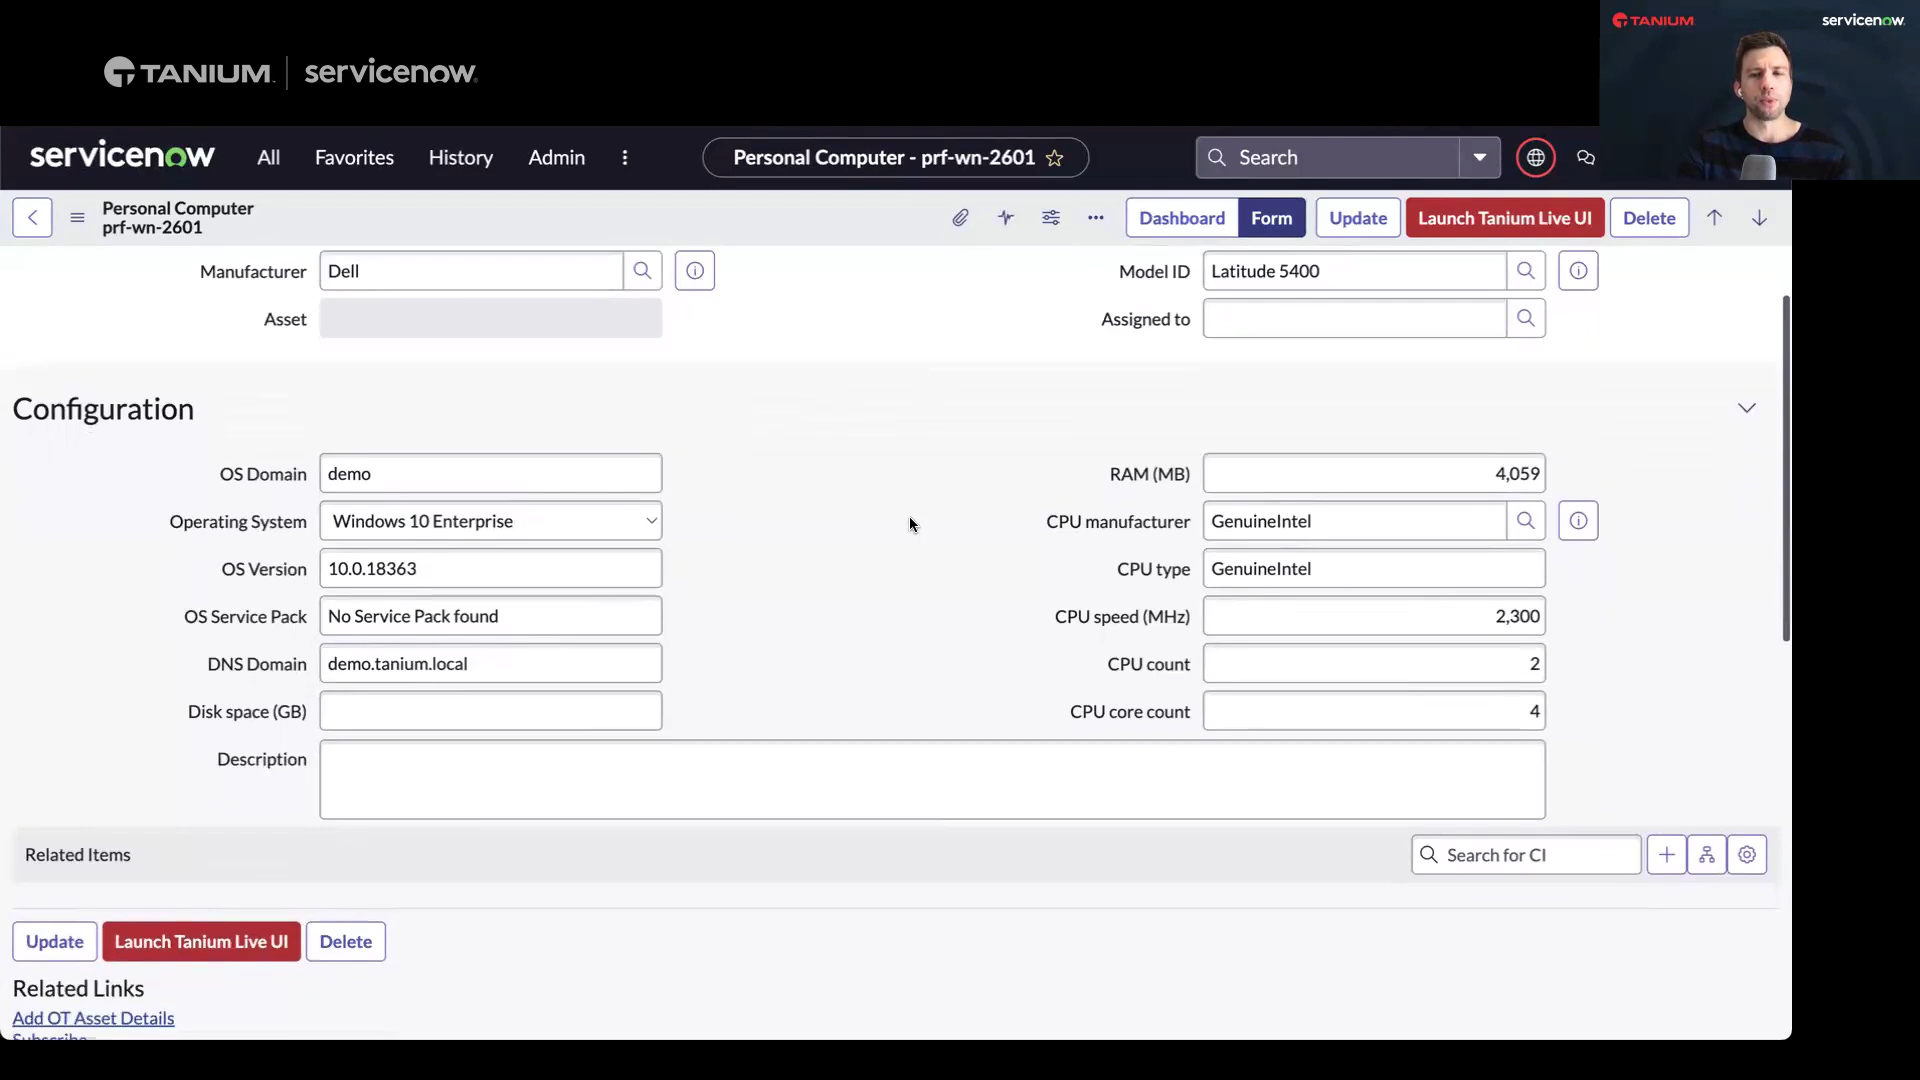 TANIUM servicenow
TANIUM servicenow
servicenow All Favorites History Admin Personal Computer - prf-wn-2601 Search
Personal Computer
prf-wn-2601
Dashboard Form Update Launch Tanium Live UI Delete
Manufacturer Dell Model ID Latitude 5400
Asset Assigned to
Configuration
OS Domain demo RAM (MB) 4,059
Operating System Windows 10 Enterprise CPU manufacturer GenuineIntel
OS Version 10.0.18363 CPU type GenuineIntel
OS Service Pack No Service Pack found CPU speed (MHz) 2,300
DNS Domain demo.tanium.local CPU count 2
Disk space (GB) CPU core count 4
Description
Related Items Search for CI
Update Launch Tanium Live UI Delete
Related Links
Add OT Asset Details
Subscribe